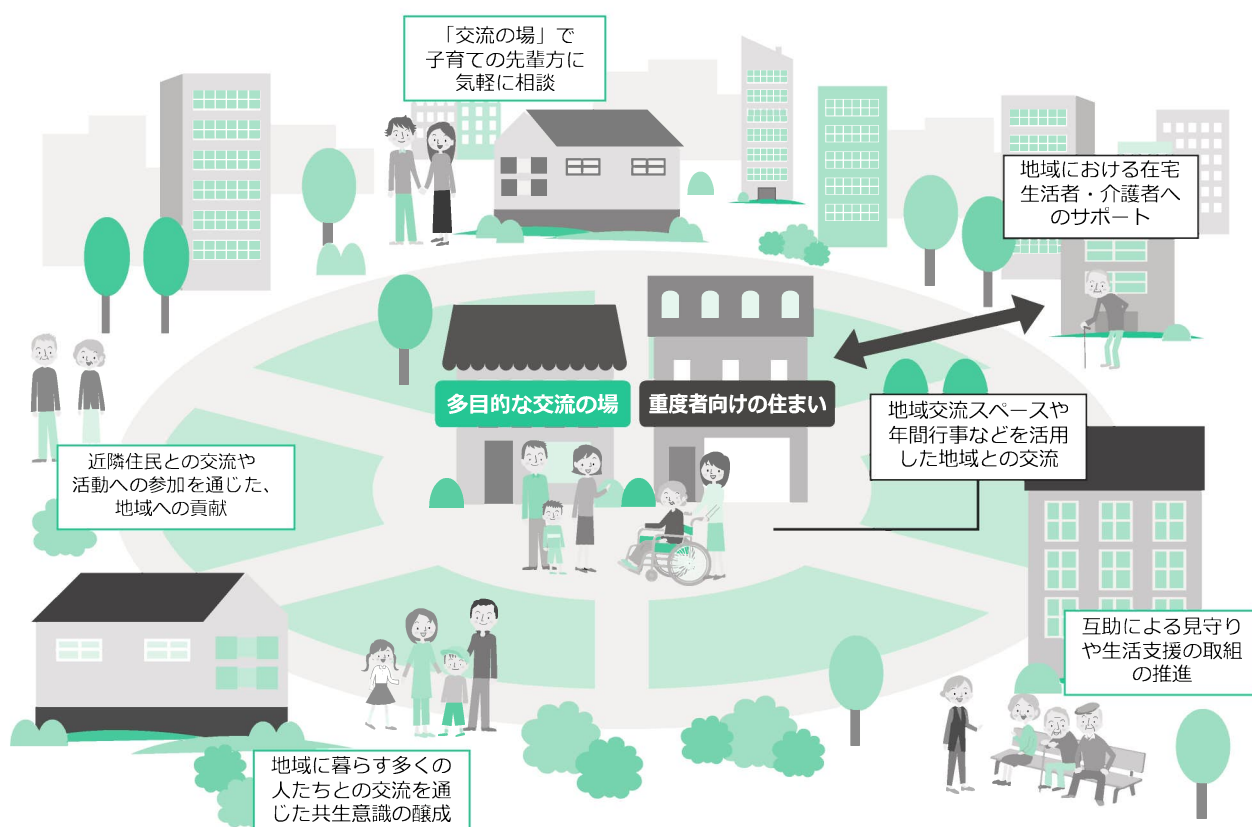 「交流の場」で
子育ての先輩方に
気軽に相談
地域における在宅
生活者・介護者へ
のサポート
多目的な交流の場
重度者向けの住まい
地域交流スペースや
年間行事などを活用
した地域との交流
近隣住民との交流や
活動への参加を通じた、
地域への貢献
互助による見守り
や生活支援の取組
の推進
地域に暮らす多くの
人たちとの交流を通
じた共生意識の醸成